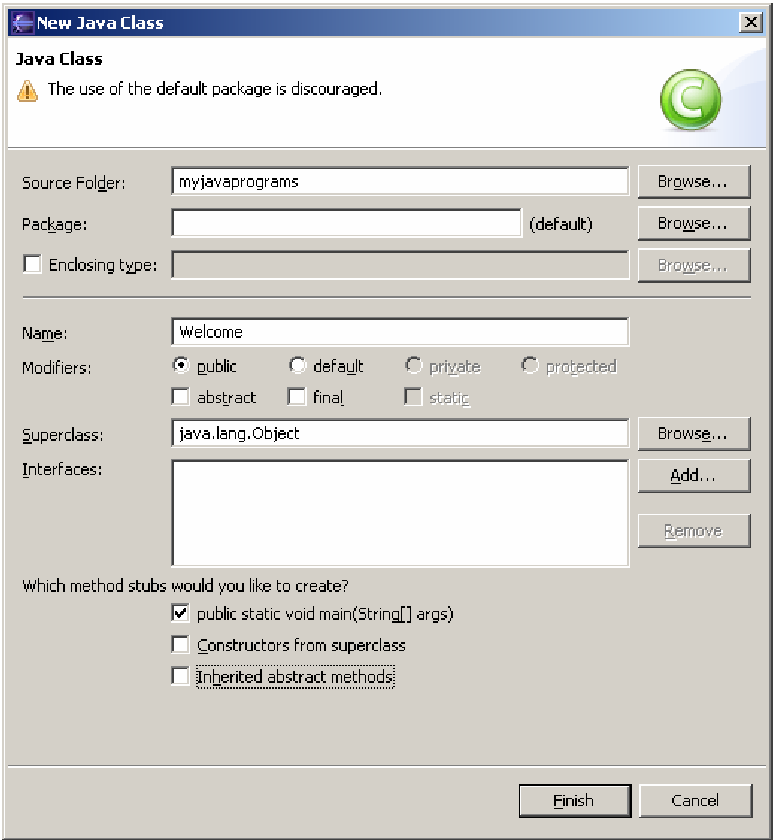 New Java Class
Java Class
The use of the default package is discouraged.
C
Source Folder: myjavaprograms Browse...
Package: (default) Browse...
Enclosing type: Browse...
Name: Welcome
Modifiers: public default private protected
abstract final static
Superclass: java.lang.Object Browse...
Interfaces: Add...
Remove
Which method stubs would you like to create?
public static void main(String[] args)
Constructors from superclass
Inherited abstract methods
Finish Cancel